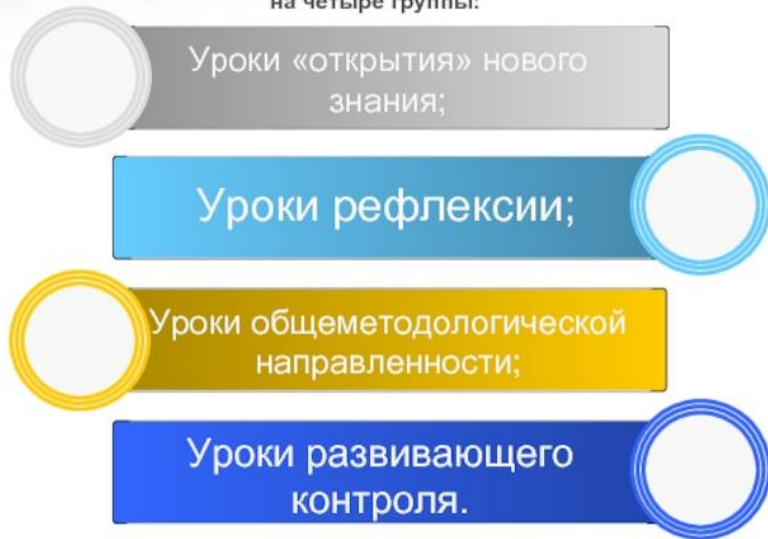 на четыре группы:
Уроки «открытия» нового
знания;
Уроки рефлексии;
Уроки общеметодологической
направленности;
Уроки развивающего
контроля.